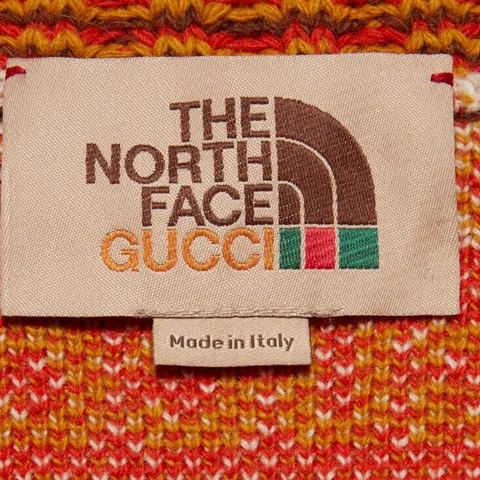 THE
NORTH
FACE
GUCCI
Made in Italy